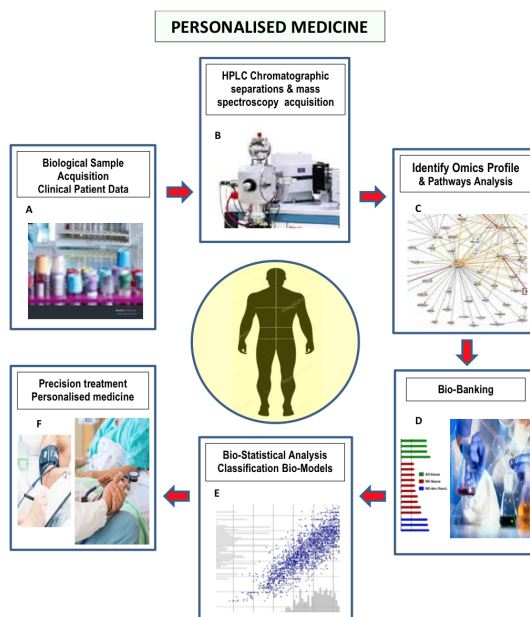 PERSONALISED MEDICINE
HPLC Chromatographic
separations & mass
spectroscopy acquisition
B
Biological Sample
Acquisition
Clinical Patient Data
A
Identify Omics Profile
& Pathways Analysis
C
Precision treatment
Personalised medicine
F
Bio-Banking
D
Bio-Statistical Analysis
Classification Bio-Models
E